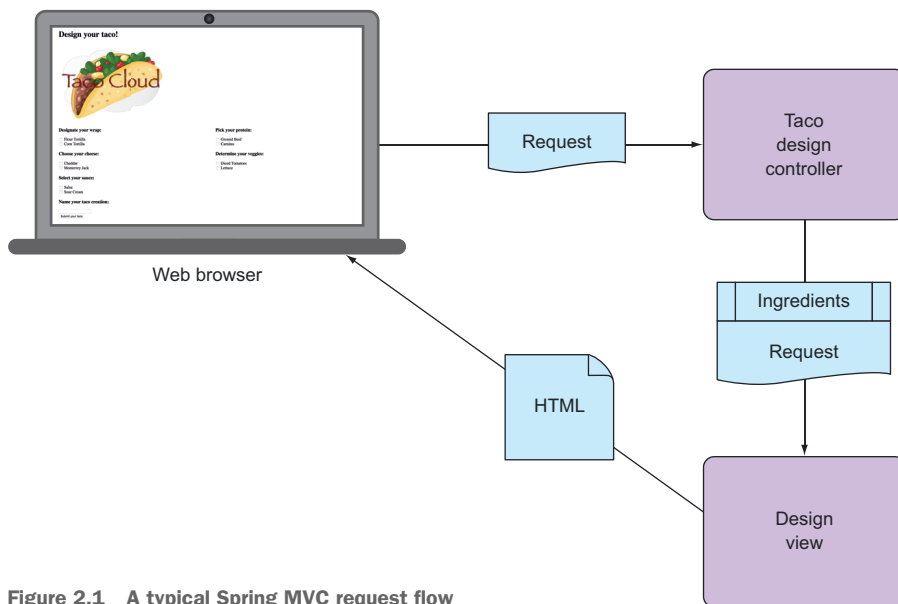 Design your taco!
Taco Cloud
Designate your wrap:
Flour Tortilla
Corn Tortilla
Pick your protein:
Ground Beef
Carnitas
Choose your cheese:
Cheddar
Monterey Jack
Determine your veggies:
Diced Tomatoes
Lettuce
Select your sauce:
Salsa
Sour Cream
Name your taco creation:
Submit your taco
Web browser
Request
Taco
design
controller
Ingredients
Request
HTML
Design
view
Figure 2.1 A typical Spring MVC request flow